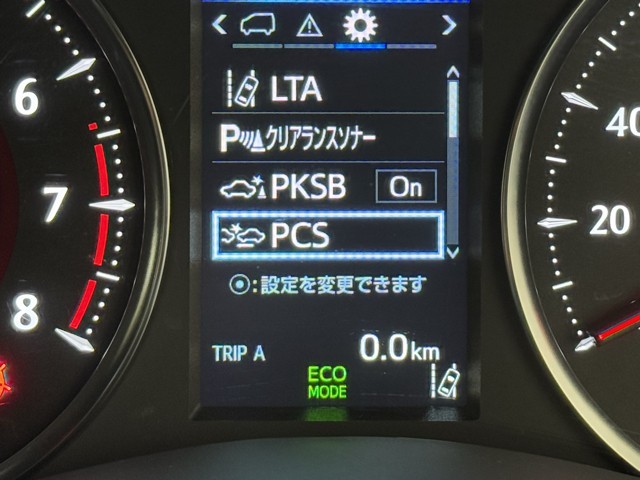 LTA
Pクリアランスソナー
PKSB On
PCS
:設定を変更できます
TRIP A 0.0km
ECO
MODE
6
7
8
40
20